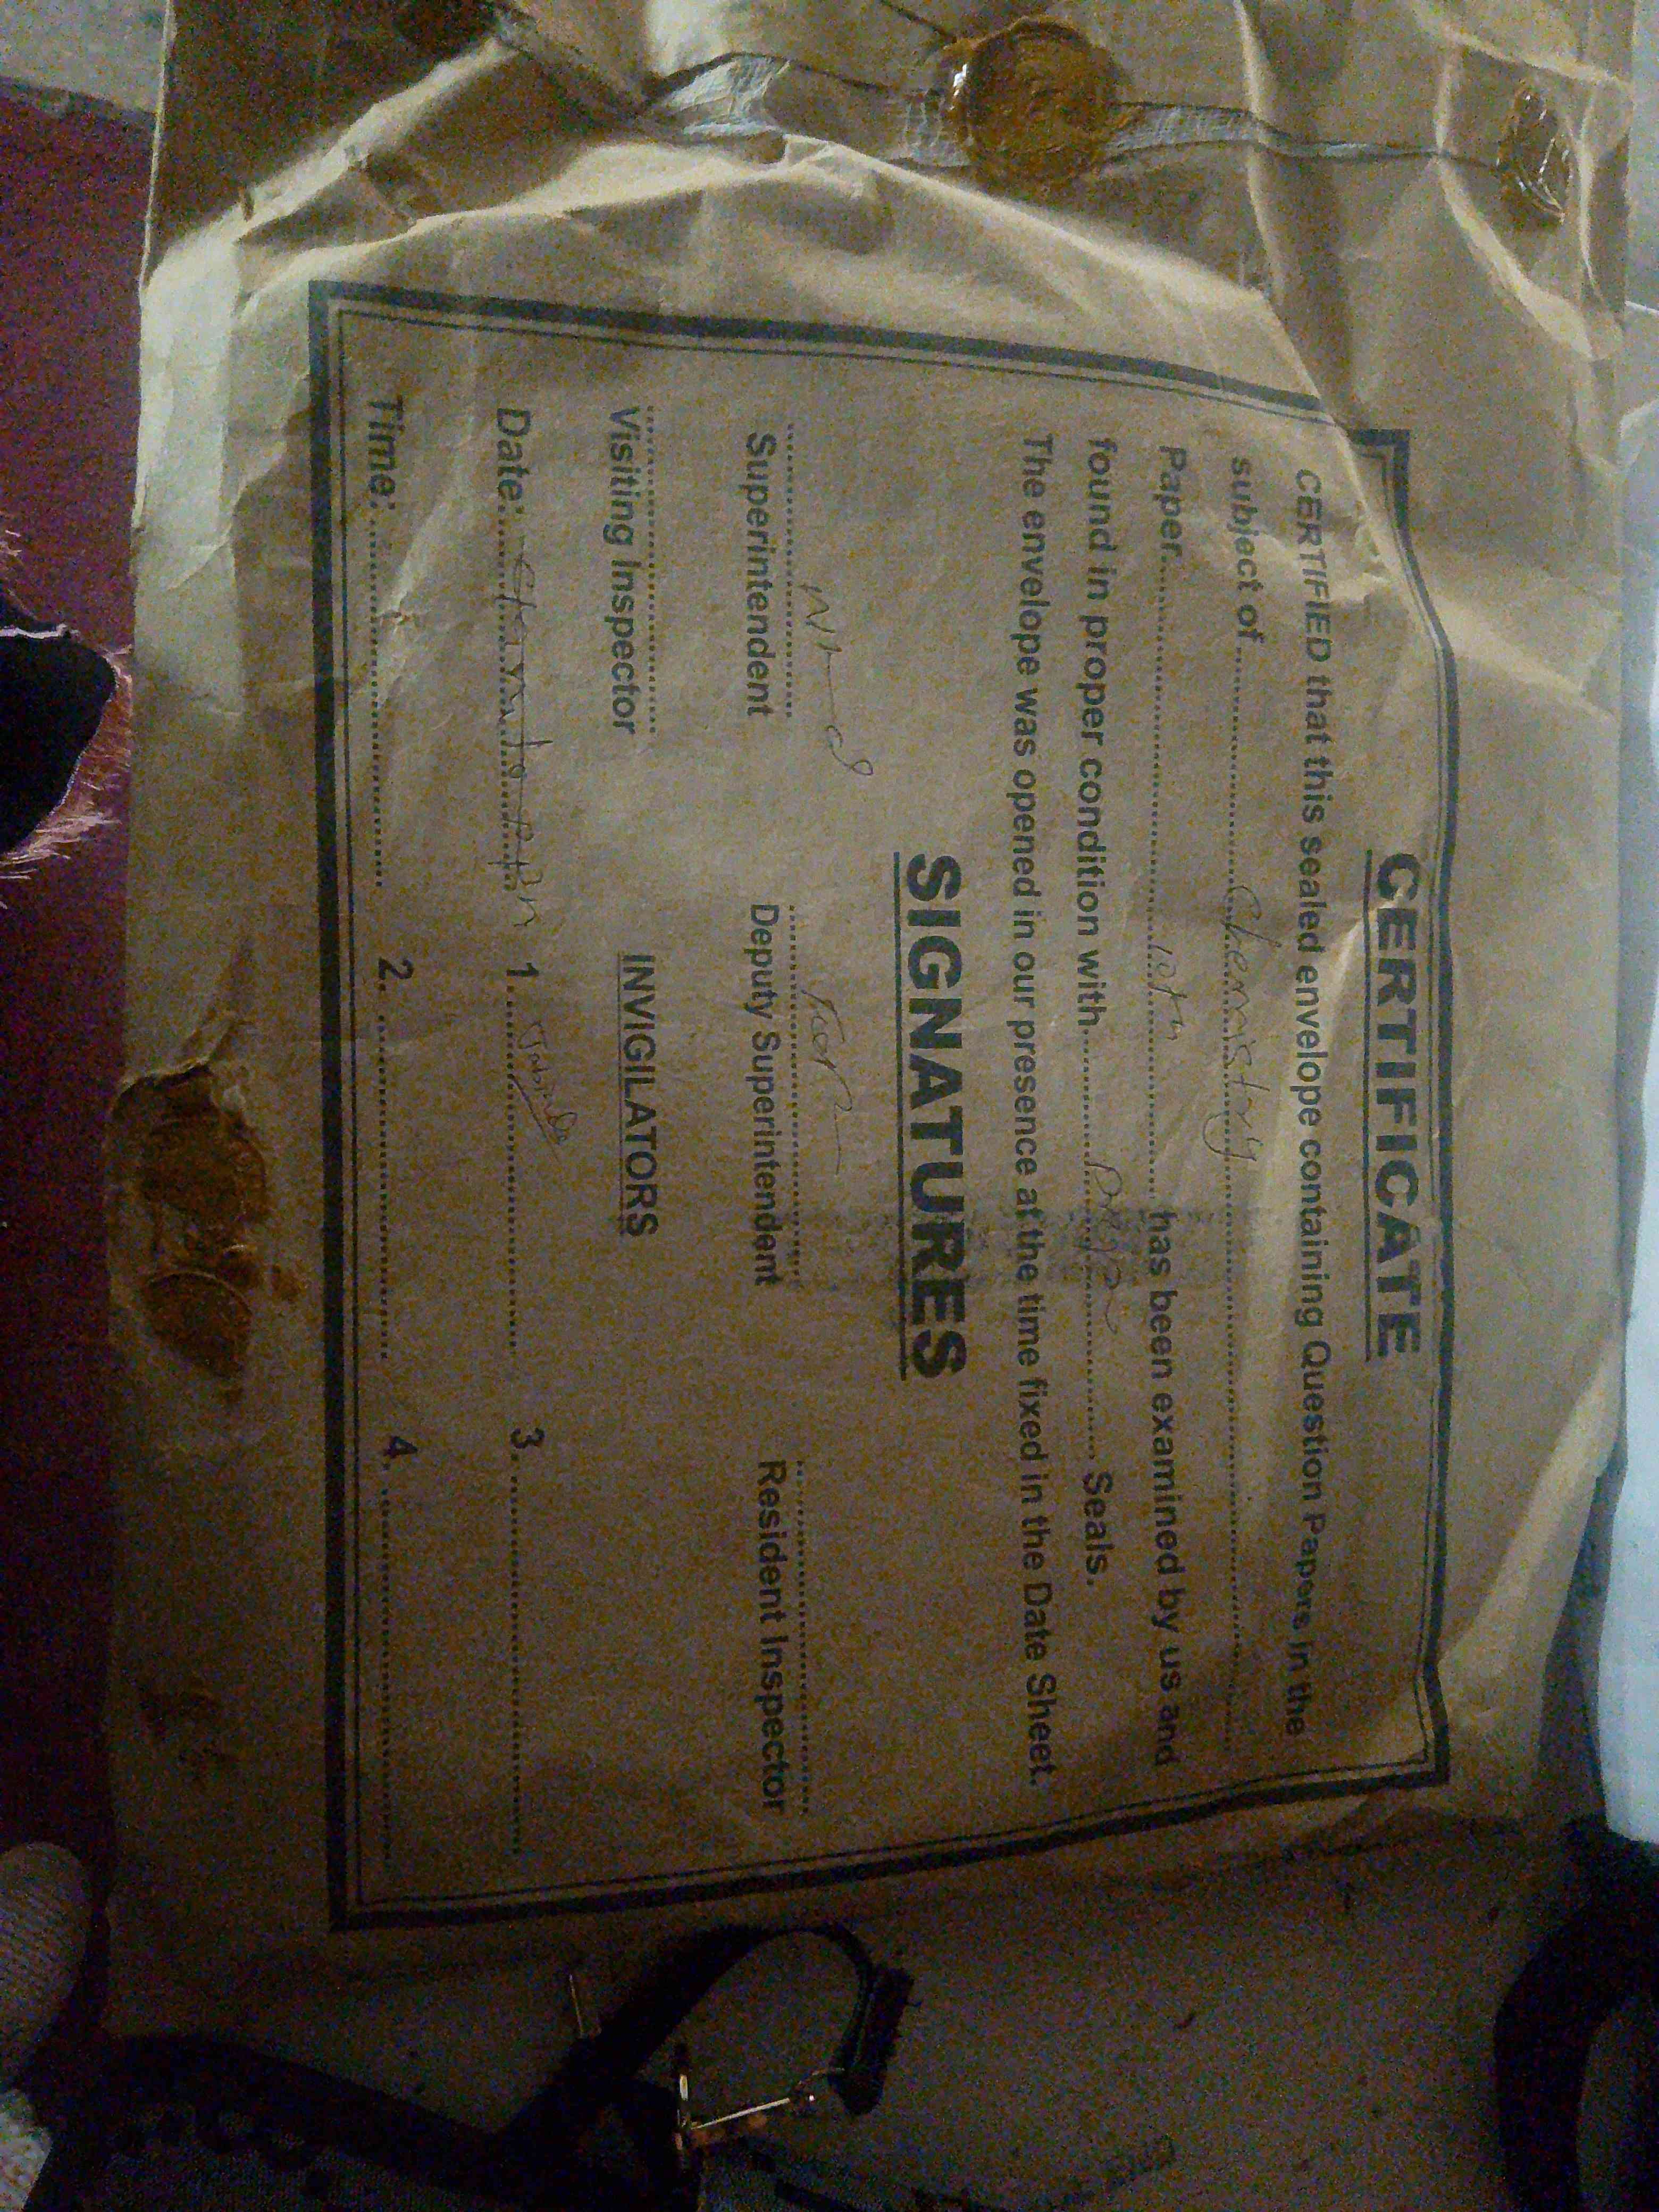 CERTIFICATE
CERTIFIED that this sealed envelope containing Question Papers in the
subject of.......... Chemistry ..........
Paper.......... 10th .......... has been examined by us and
found in proper condition with.......... Seals.
The envelope was opened in our presence at the time fixed in the Date Sheet.
SIGNATURES
Superintendent Deputy Superintendent Resident Inspector
Visiting Inspector INVIGILATORS
Date:.......... 1. .......... 3. ..........
Time:.......... 2. .......... 4. ..........